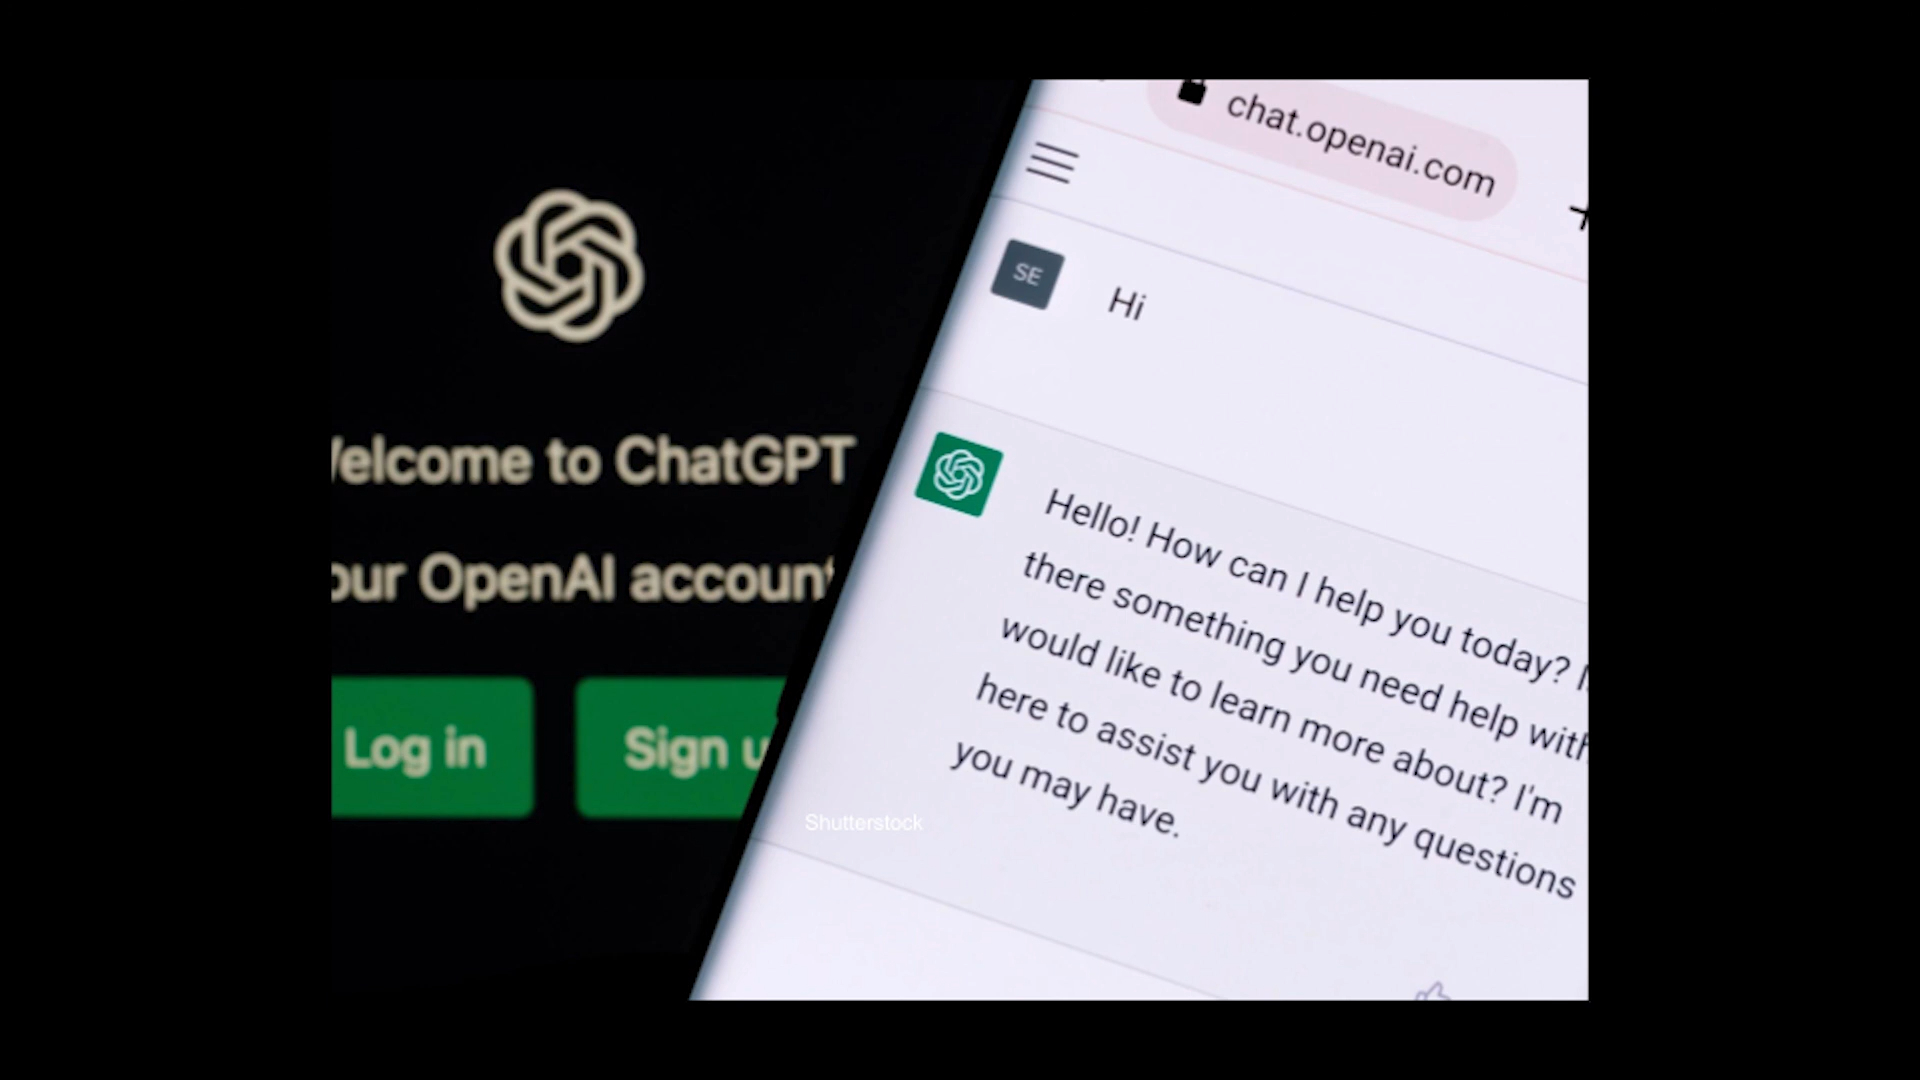 elcome to ChatGPT
our OpenAI account
Log in
Sign u
chat.openai.com
SE
Hi
Hello! How can I help you today?
there something you need help with
would like to learn more about? I'm
here to assist you with any questions
you may have.
Shutterstock